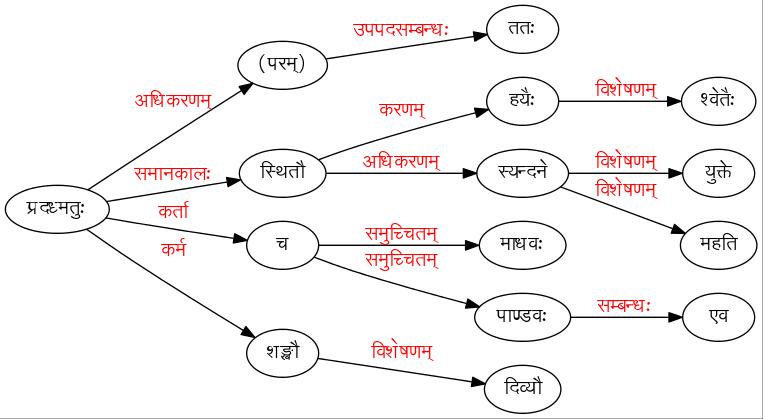 उपपदसम्बन्धः
ततः
(परम्)
अधिकरणम्
करणम्
हयैः
विशेषणम्
श्वेतैः
समानकालः
स्थितौ
अधिकरणम्
स्यन्दने
विशेषणम्
युक्ते
विशेषणम्
प्रदध्मतुः
कर्ता
च
समुच्चितम्
माधवः
महति
कर्म
समुच्चितम्
पाण्डवः
सम्बन्धः
एव
शङ्खौ
विशेषणम्
दिव्यौ